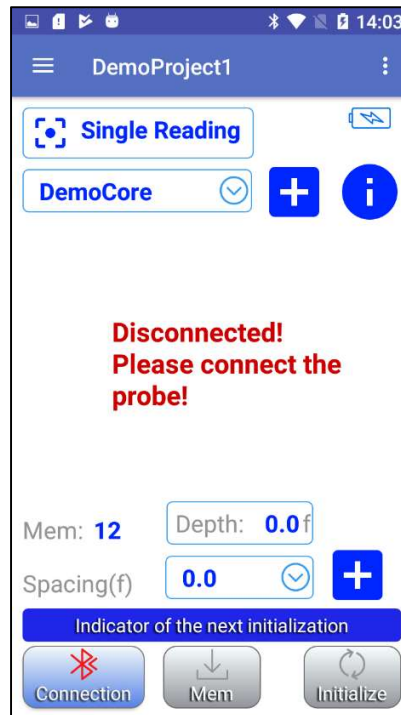 14:03
DemoProject1
Single Reading
DemoCore
Disconnected!
Please connect the
probe!
Mem: 12
Depth: 0.0 f
Spacing(f)
0.0
Indicator of the next initialization
Connection
Mem
Initialize